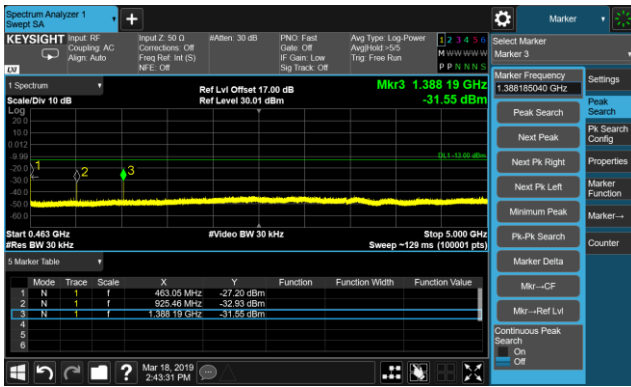 Spectrum Analyzer 1
Swept SA
Marker
KEYSIGHT
Input: RF
Coupling: AC
Align: Auto
Input Z: 50 Ω
Corrections: Off
Freq Ref: Int (S)
NFE: Off
#Atten: 30 dB
PNO: Fast
Gate: Off
IF Gain: Low
Sig Track: Off
Avg Type: Log-Power
Avg|Hold:>5/5
Trig: Free Run
1 2 3 4 5 6
M W W W W W
P P N N N S
LXI
1 Spectrum
Scale/Div 10 dB
Log
Ref Lvl Offset 17.00 dB
Ref Level 30.01 dBm
Mkr3 1.388 19 GHz
-31.55 dBm
20.0
10.0
0.012
-9.99
-20.0
-30.0
-40.0
-50.0
-60.0
DL1 -13.00 dBm
1
2
3
Start 0.463 GHz
#Res BW 30 kHz
#Video BW 30 kHz
Stop 5.000 GHz
Sweep ~129 ms (100001 pts)
5 Marker Table
Mode Trace Scale X Y Function Function Width Function Value
1 N 1 f 463.05 MHz -27.20 dBm
2 N 1 f 925.46 MHz -32.93 dBm
3 N 1 f 1.388 19 GHz -31.55 dBm
4
5
6
Mar 18, 2019
2:43:31 PM
Select Marker
Marker 3
Marker Frequency
1.388185040 GHz
Peak Search
Next Peak
Next Pk Right
Next Pk Left
Minimum Peak
Pk-Pk Search
Marker Delta
Mkr→CF
Mkr→Ref Lvl
Continuous Peak
Search
On
Off
Settings
Peak
Search
Pk Search
Config
Properties
Marker
Function
Marker→
Counter